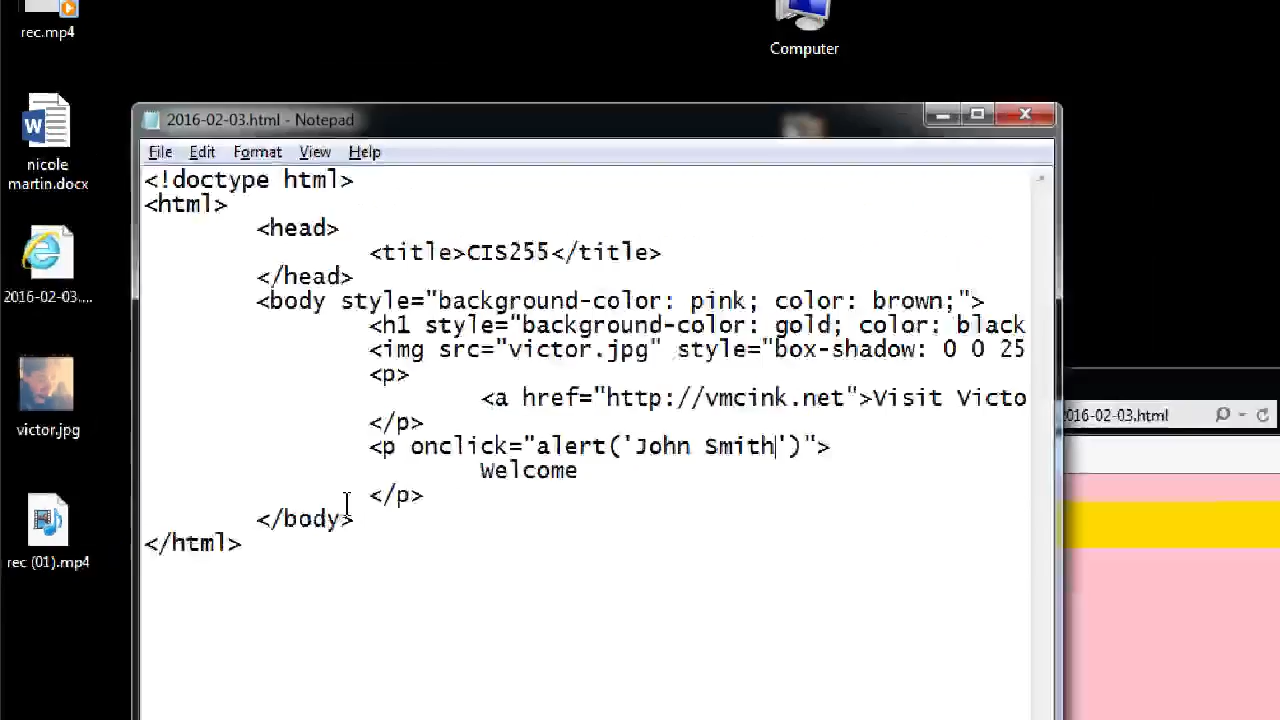 rec.mp4
Computer
nicole
martin.docx
2016-02-03....
victor.jpg
rec (01).mp4
2016-02-03.html - Notepad
File Edit Format View Help
<!doctype html>
<html>
<head>
<title>CIS255</title>
</head>
<body style="background-color: pink; color: brown;">
<h1 style="background-color: gold; color: black
<img src="victor.jpg" style="box-shadow: 0 0 25
<p>
<a href="http://vmcink.net">Visit Victo
</p>
<p onclick="alert('John Smith')">
Welcome
</p>
</body>
</html>
2016-02-03.html